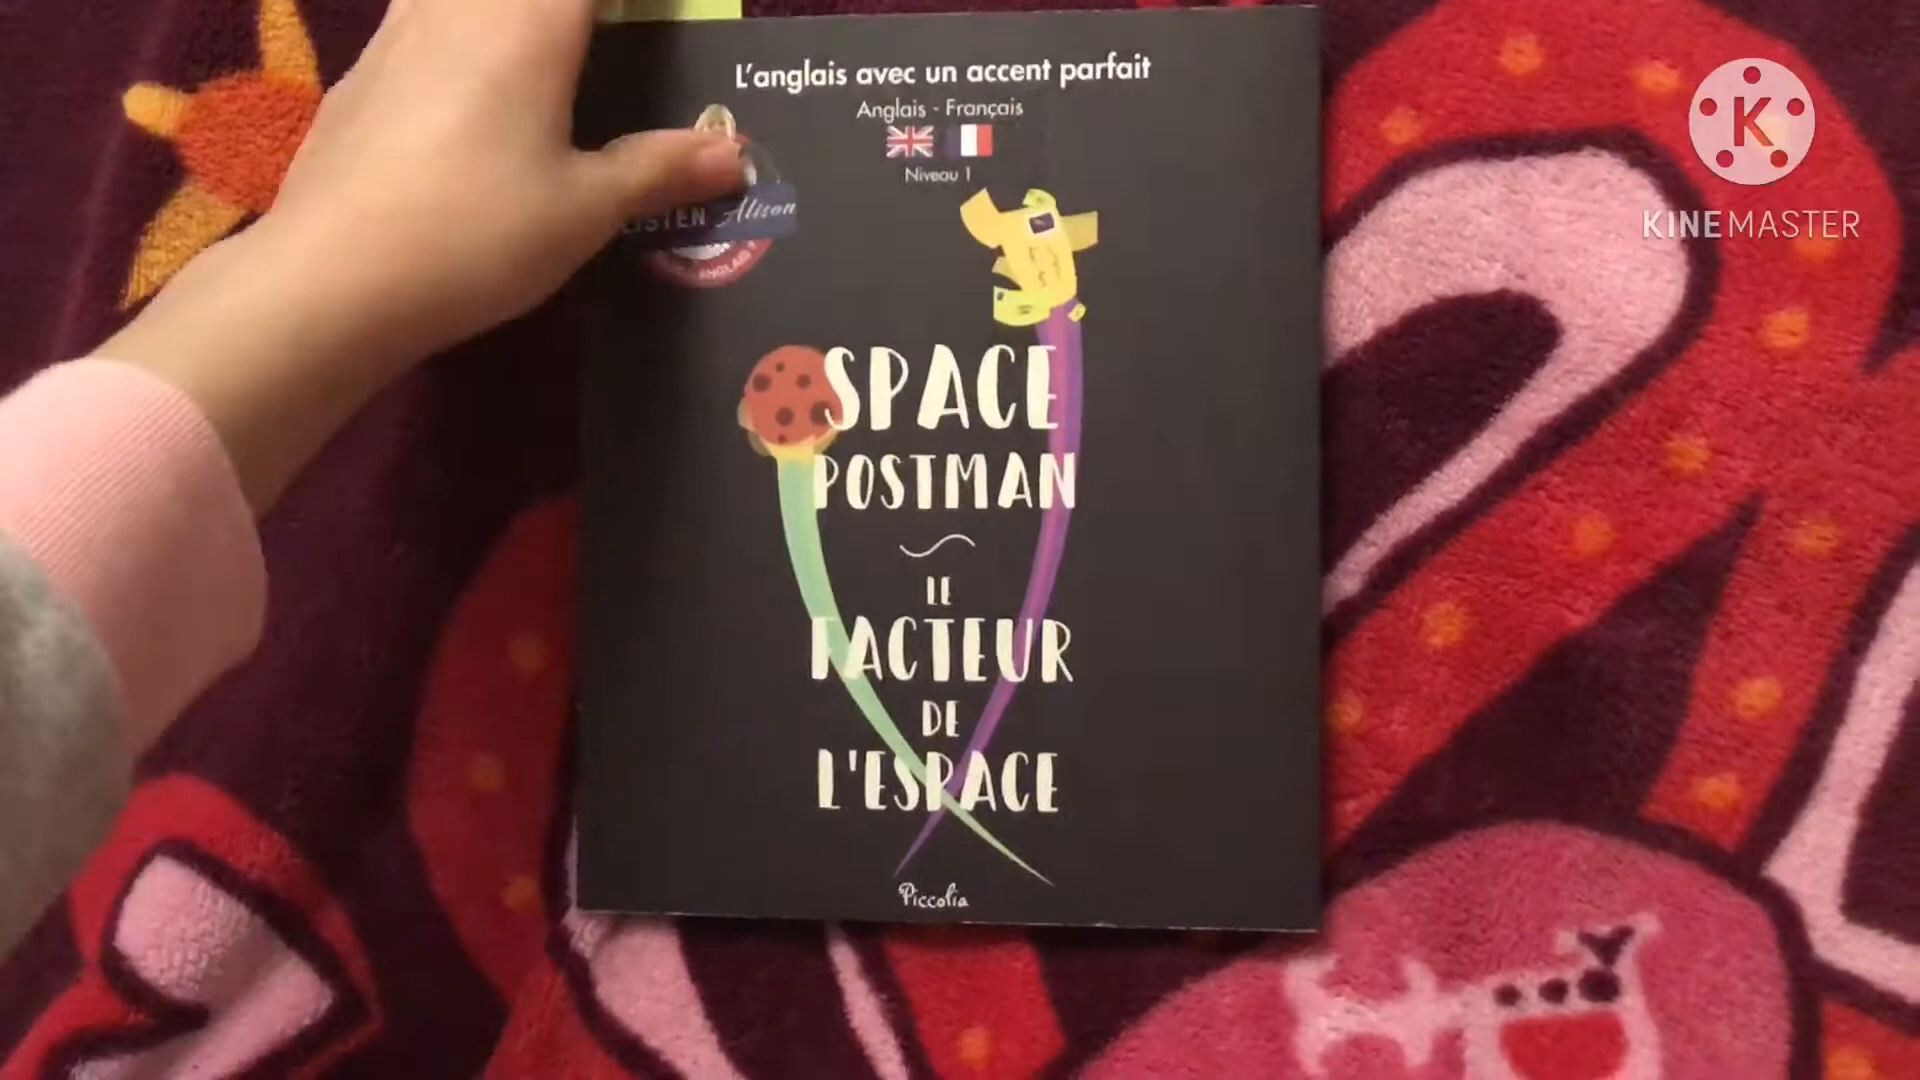 L'anglais avec un accent parfait
Anglais - Français
Niveau 1
LISTEN Alison
ANGLAIS
SPACE
POSTMAN
LE
FACTEUR
DE
L'ESPACE
Piccolia
K
KINEMASTER